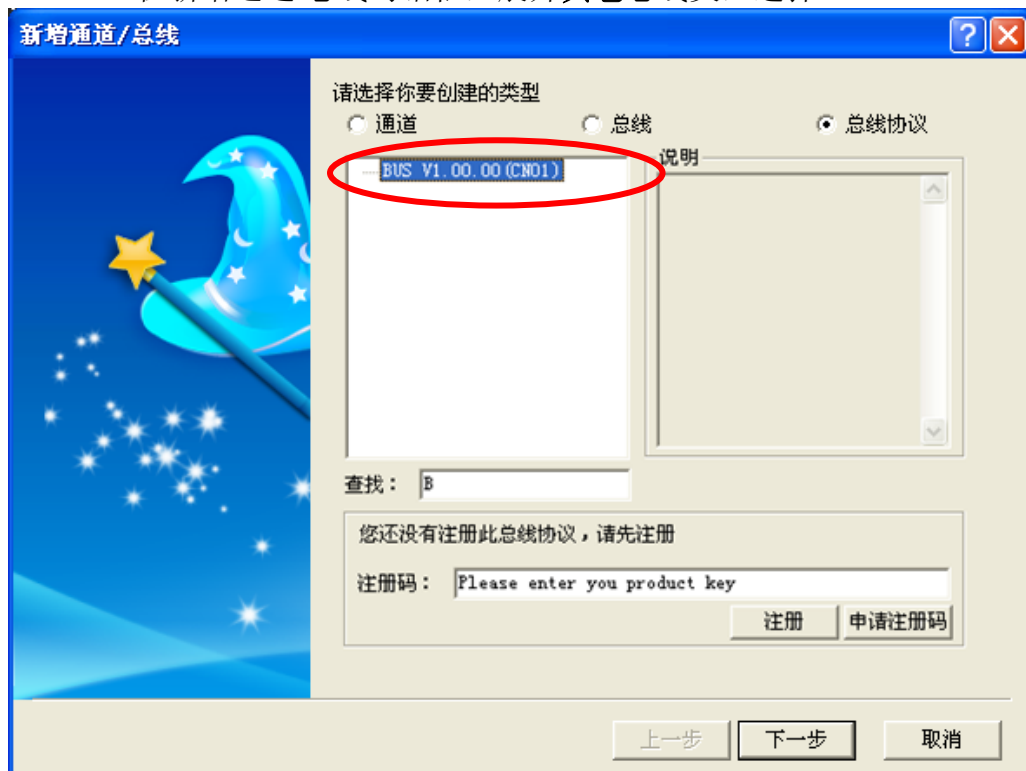 新增通道/总线
请选择你要创建的类型
通道 总线 总线协议
BUS V1.00.00(CN01)
说明
查找： B
您还没有注册此总线协议，请先注册
注册码： Please enter you product key
注册 申请注册码
上一步 下一步 取消